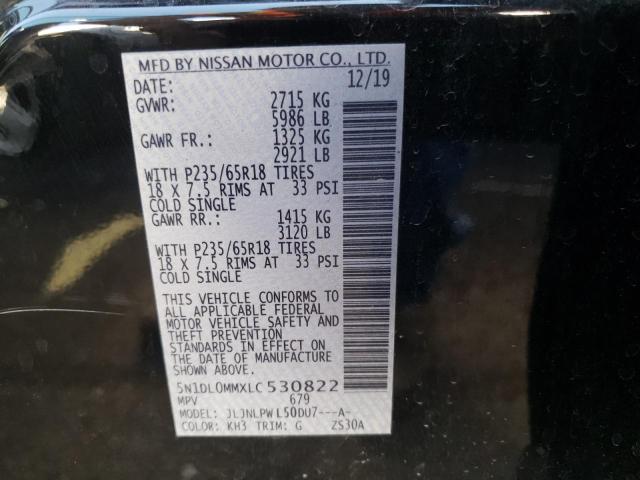 MFD BY NISSAN MOTOR CO., LTD.
DATE: 12/19
GVWR: 2715 KG
5986 LB
GAWR FR.: 1325 KG
2921 LB
WITH P235/65R18 TIRES
18 X 7.5 RIMS AT 33 PSI
COLD SINGLE
GAWR RR.: 1415 KG
3120 LB
WITH P235/65R18 TIRES
18 X 7.5 RIMS AT 33 PSI
COLD SINGLE
THIS VEHICLE CONFORMS TO
ALL APPLICABLE FEDERAL
MOTOR VEHICLE SAFETY AND
THEFT PREVENTION
STANDARDS IN EFFECT ON
THE DATE OF MANUFACTURE
SHOWN ABOVE.
5N1DL0MMXLC530822
MPV 679
MODEL: JLJNLPWL50DU7---A-
COLOR: KH3 TRIM: G ZS30A